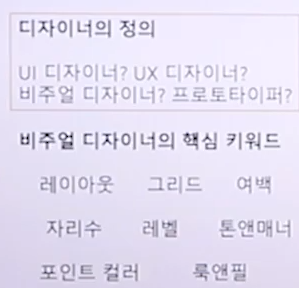 디자이너의 정의
UI 디자이너? UX 디자이너?
비주얼 디자이너? 프로토타이퍼?
비주얼 디자이너의 핵심 키워드
레이아웃 그리드 여백
자리수 레벨 톤앤매너
포인트 컬러 룩앤필